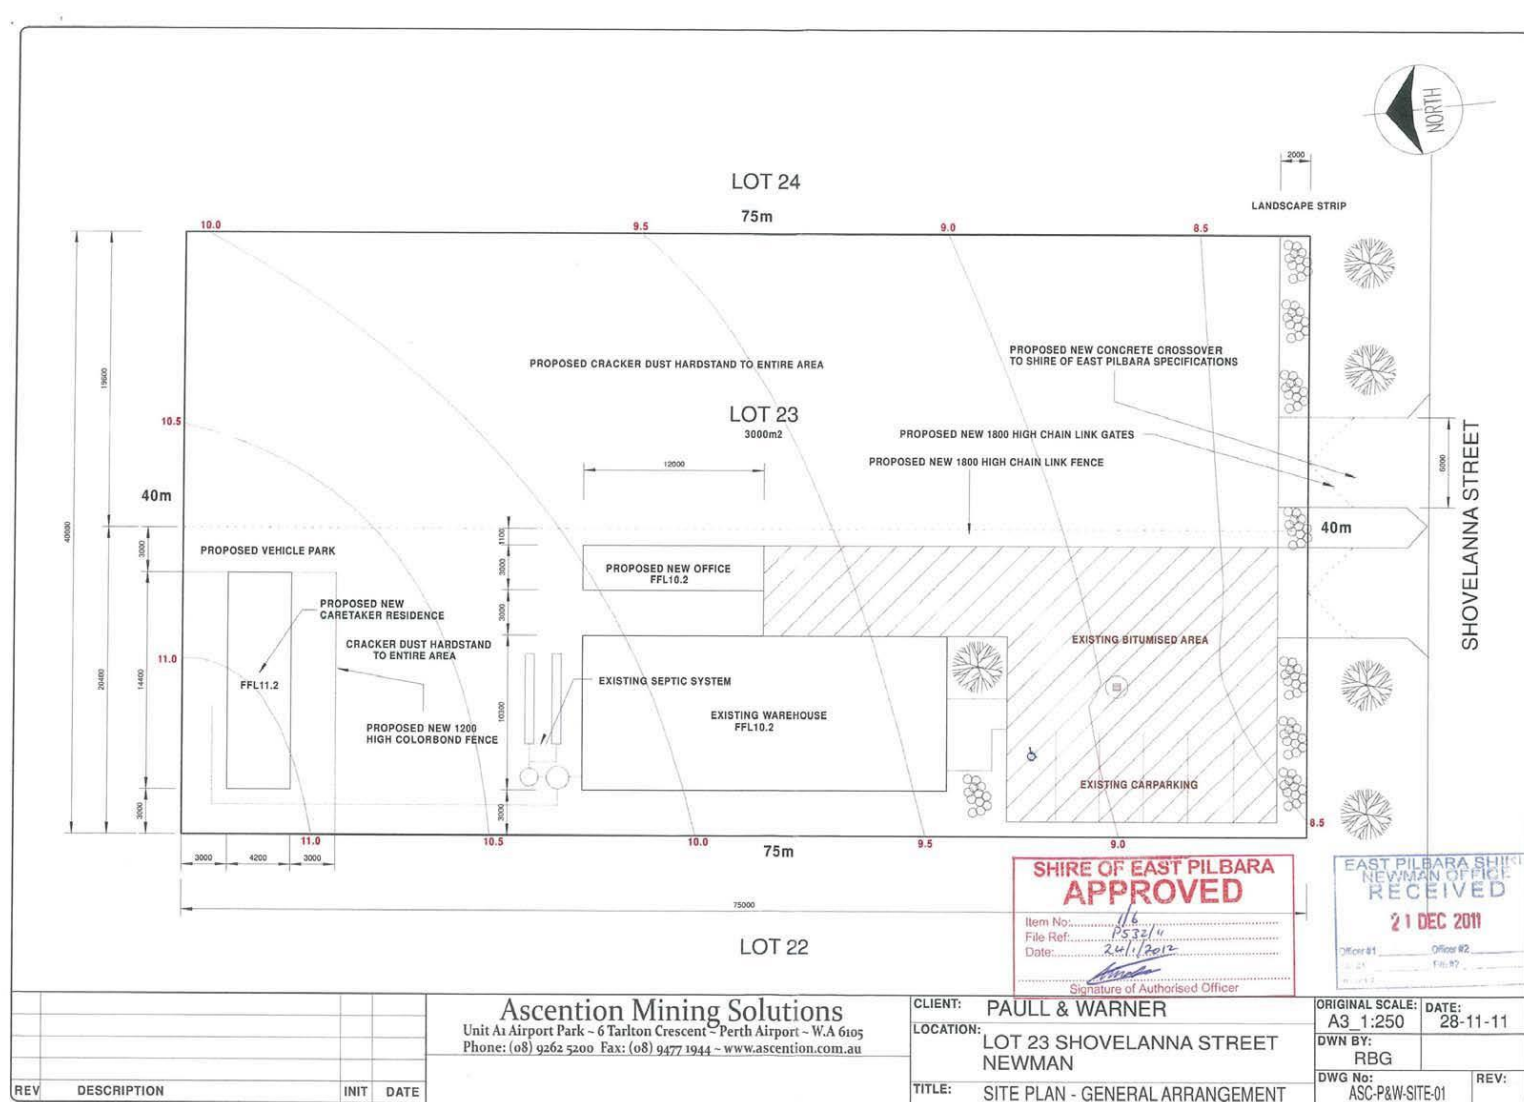 NORTH
2000
LANDSCAPE STRIP
LOT 24
75m
10.0
9.5
9.0
8.5
PROPOSED CRACKER DUST HARDSTAND TO ENTIRE AREA
PROPOSED NEW CONCRETE CROSSOVER
TO SHIRE OF EAST PILBARA SPECIFICATIONS
19600
10.5
LOT 23
3000m2
PROPOSED NEW 1800 HIGH CHAIN LINK GATES
PROPOSED NEW 1800 HIGH CHAIN LINK FENCE
12000
6000
SHOVELANNA STREET
40m
40m
40000
20400
3000
14400
3000
PROPOSED VEHICLE PARK
1100
3000
3000
10300
3000
PROPOSED NEW OFFICE
FFL10.2
PROPOSED NEW
CARETAKER RESIDENCE
CRACKER DUST HARDSTAND
TO ENTIRE AREA
EXISTING BITUMISED AREA
11.0
FFL11.2
EXISTING SEPTIC SYSTEM
EXISTING WAREHOUSE
FFL10.2
PROPOSED NEW 1200
HIGH COLORBOND FENCE
EXISTING CARPARKING
8.5
11.0
10.5
10.0
9.5
9.0
75m
3000
4200
3000
75000
LOT 22
SHIRE OF EAST PILBARA
APPROVED
Item No: 1/6
File Ref: P532/11
Date: 24/1/2012
Signature of Authorised Officer
EAST PILBARA SHIRE
NEWMAN OFFICE
RECEIVED
21 DEC 2011
Officer #1 Officer #2
REV DESCRIPTION INIT DATE
Ascention Mining Solutions
Unit A1 Airport Park ~ 6 Tarlton Crescent ~ Perth Airport ~ W.A 6105
Phone: (08) 9262 5200 Fax: (08) 9477 1944 ~ www.ascention.com.au
CLIENT: PAULL & WARNER
LOCATION: LOT 23 SHOVELANNA STREET
NEWMAN
TITLE: SITE PLAN - GENERAL ARRANGEMENT
ORIGINAL SCALE: A3_1:250
DATE: 28-11-11
DWN BY: RBG
DWG No: ASC-P&W-SITE-01
REV: